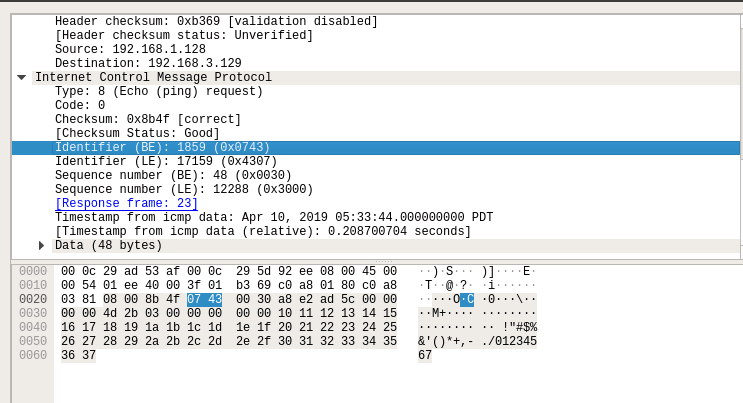 Header checksum: 0xb369 [validation disabled]
[Header checksum status: Unverified]
Source: 192.168.1.128
Destination: 192.168.3.129
Internet Control Message Protocol
Type: 8 (Echo (ping) request)
Code: 0
Checksum: 0x8b4f [correct]
[Checksum Status: Good]
Identifier (BE): 1859 (0x0743)
Identifier (LE): 17159 (0x4307)
Sequence number (BE): 48 (0x0030)
Sequence number (LE): 12288 (0x3000)
[Response frame: 23]
Timestamp from icmp data: Apr 10, 2019 05:33:44.000000000 PDT
[Timestamp from icmp data (relative): 0.208700704 seconds]
Data (48 bytes)
0000 00 0c 29 ad 53 af 00 0c 29 5d 92 ee 08 00 45 00 ··)·S··· )]····E·
0010 00 54 01 ee 40 00 3f 01 b3 69 c0 a8 01 80 c0 a8 ·T··@·?· ·i······
0020 03 81 08 00 8b 4f 07 43 00 30 a8 e2 ad 5c 00 00 ·····O·C ·0···\··
0030 00 00 4d 2b 03 00 00 00 00 00 10 11 12 13 14 15 ··M+···· ········
0040 16 17 18 19 1a 1b 1c 1d 1e 1f 20 21 22 23 24 25 ········ ·· !"#$%
0050 26 27 28 29 2a 2b 2c 2d 2e 2f 30 31 32 33 34 35 &'()*+,- ./012345
0060 36 37 67